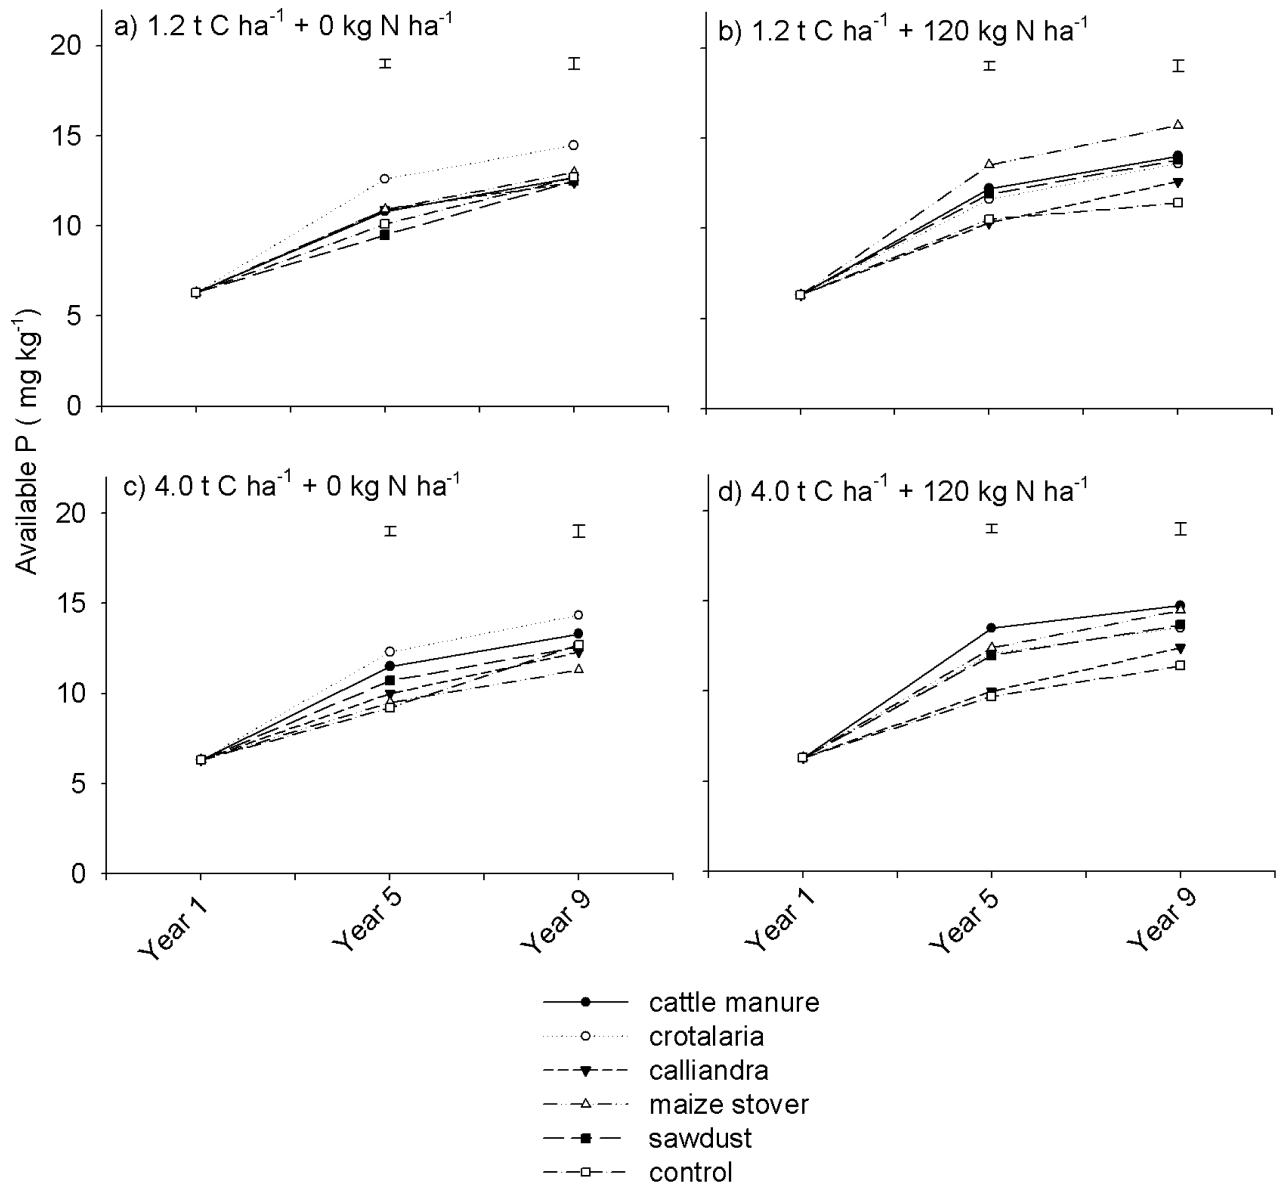 a) 1.2 t C ha⁻¹ + 0 kg N ha⁻¹
b) 1.2 t C ha⁻¹ + 120 kg N ha⁻¹
20
15
10
5
0
Available P ( mg kg⁻¹)
c) 4.0 t C ha⁻¹ + 0 kg N ha⁻¹
d) 4.0 t C ha⁻¹ + 120 kg N ha⁻¹
20
15
10
5
0
Year 1
Year 5
Year 9
Year 1
Year 5
Year 9
cattle manure
crotalaria
calliandra
maize stover
sawdust
control